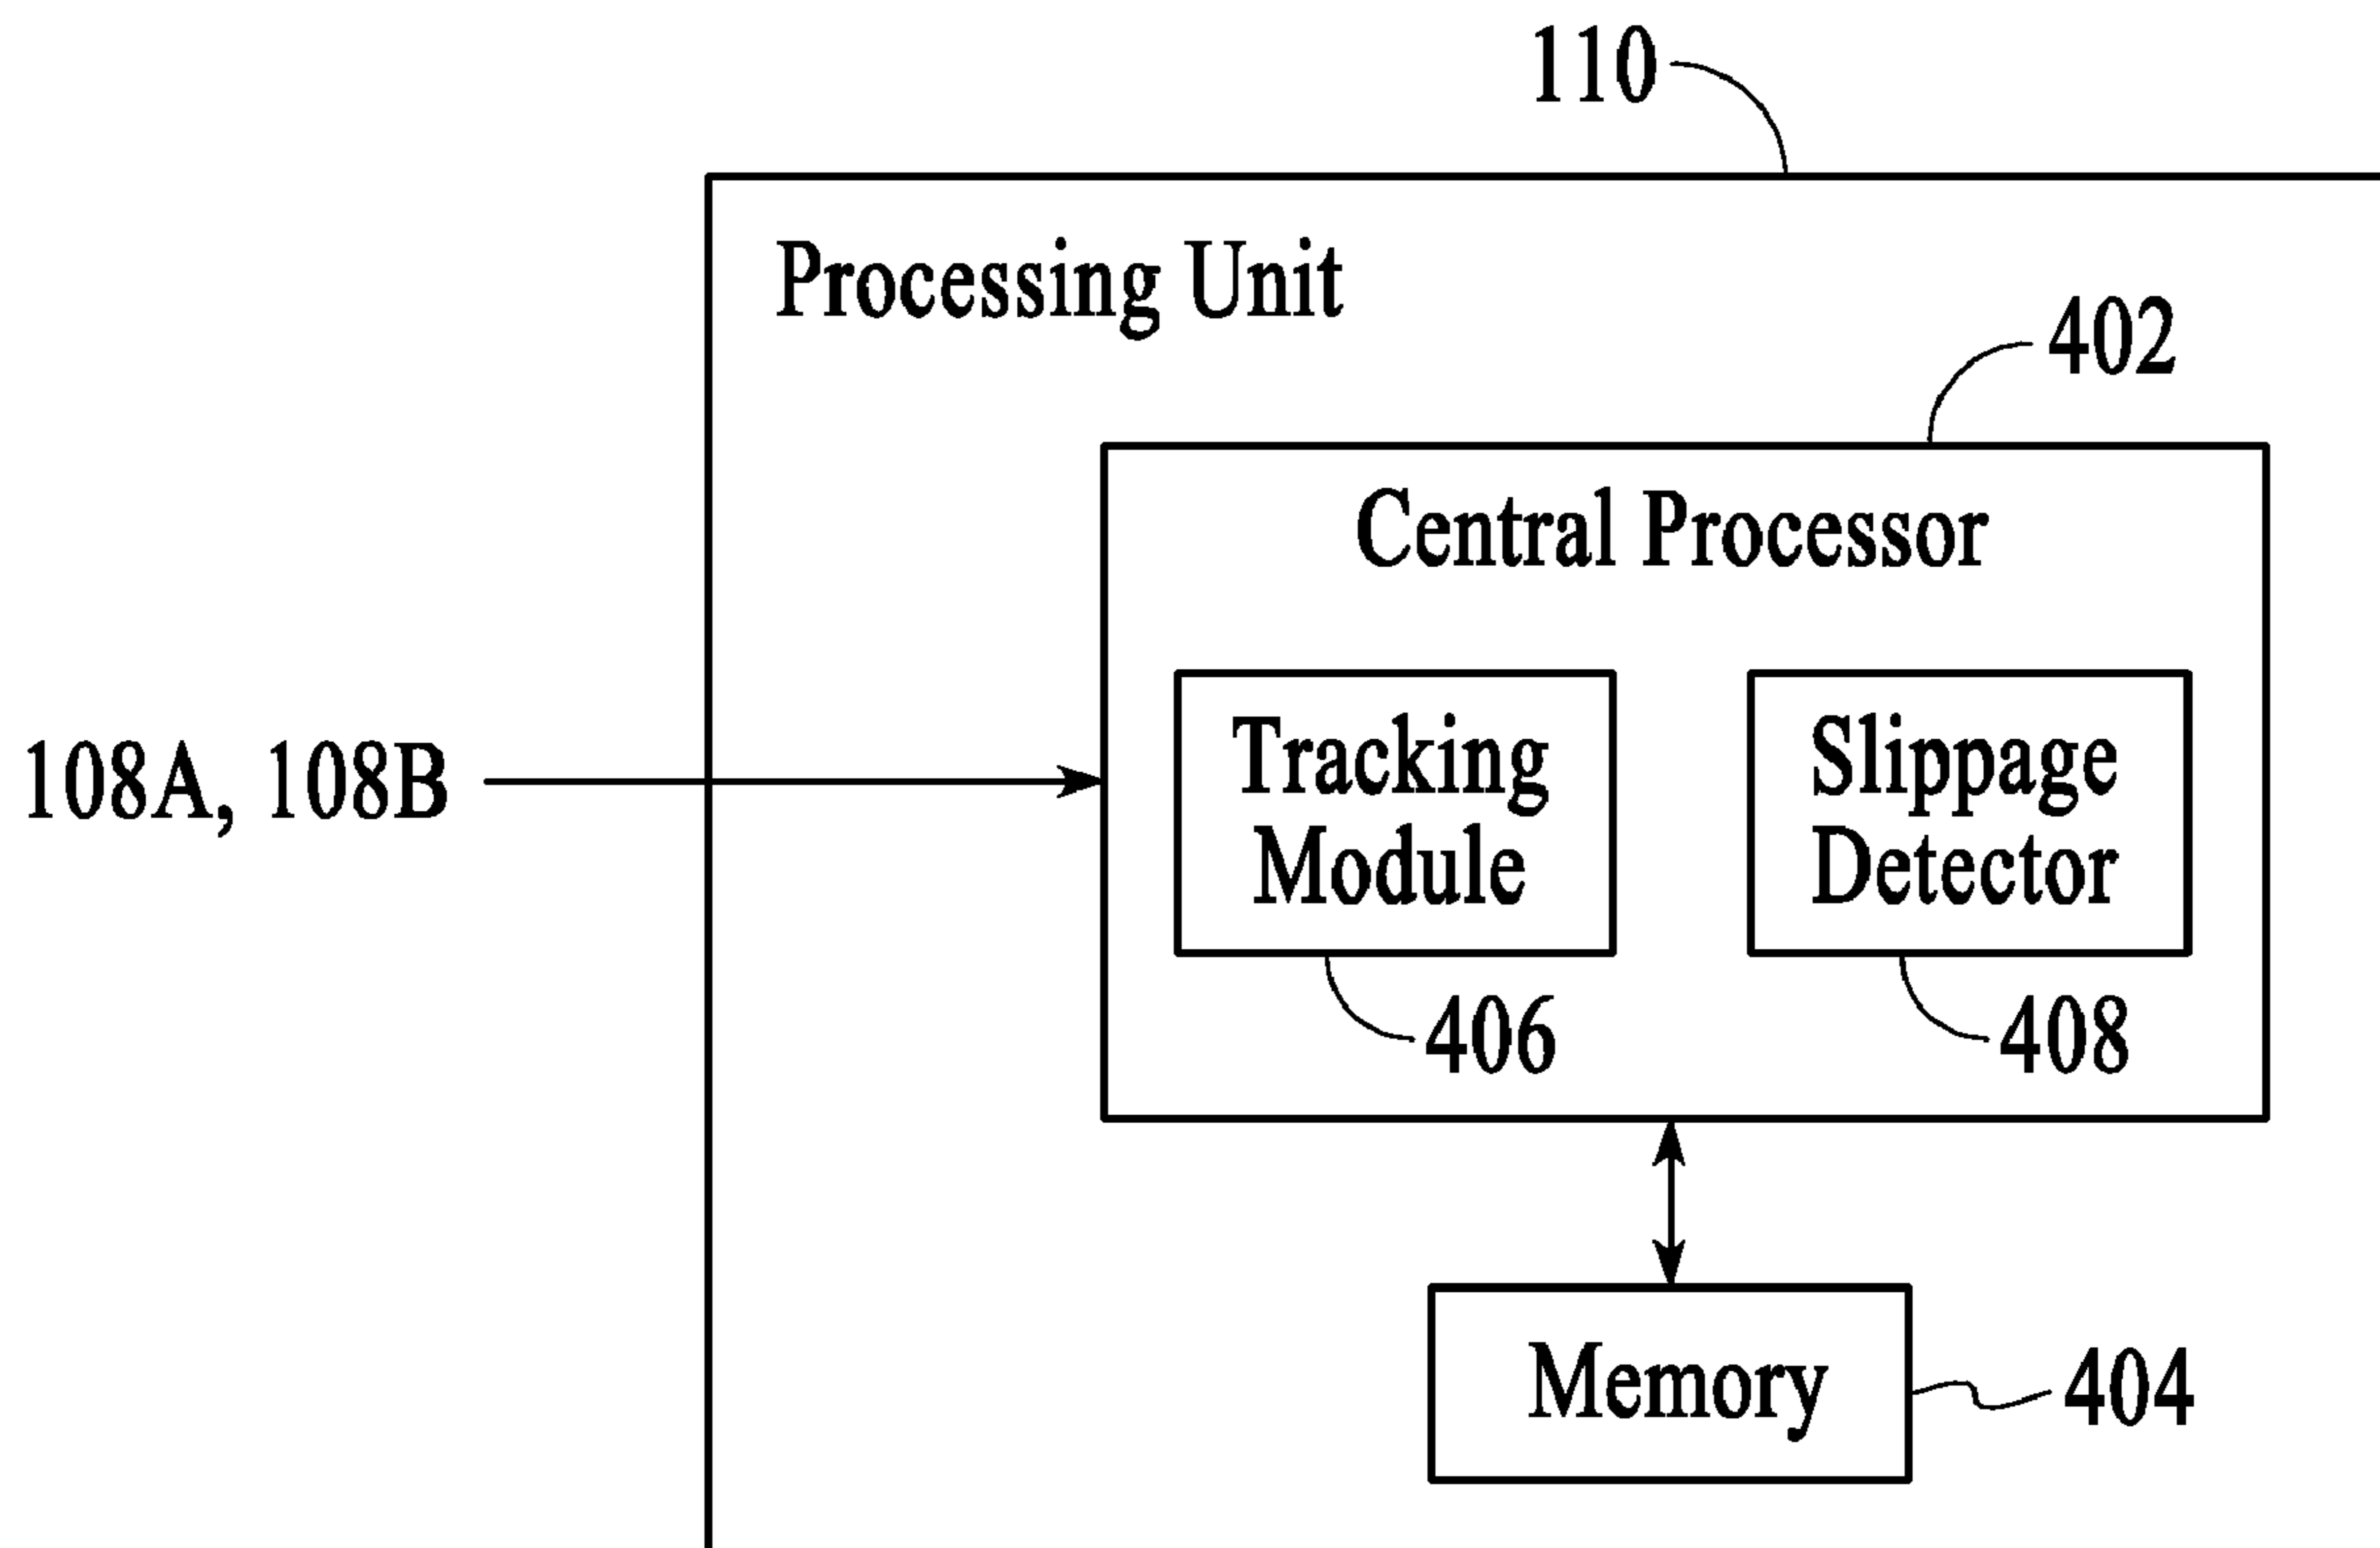 110
Processing Unit
402
Central Processor
Tracking
Module
Slippage
Detector
108A, 108B
406
408
Memory
404